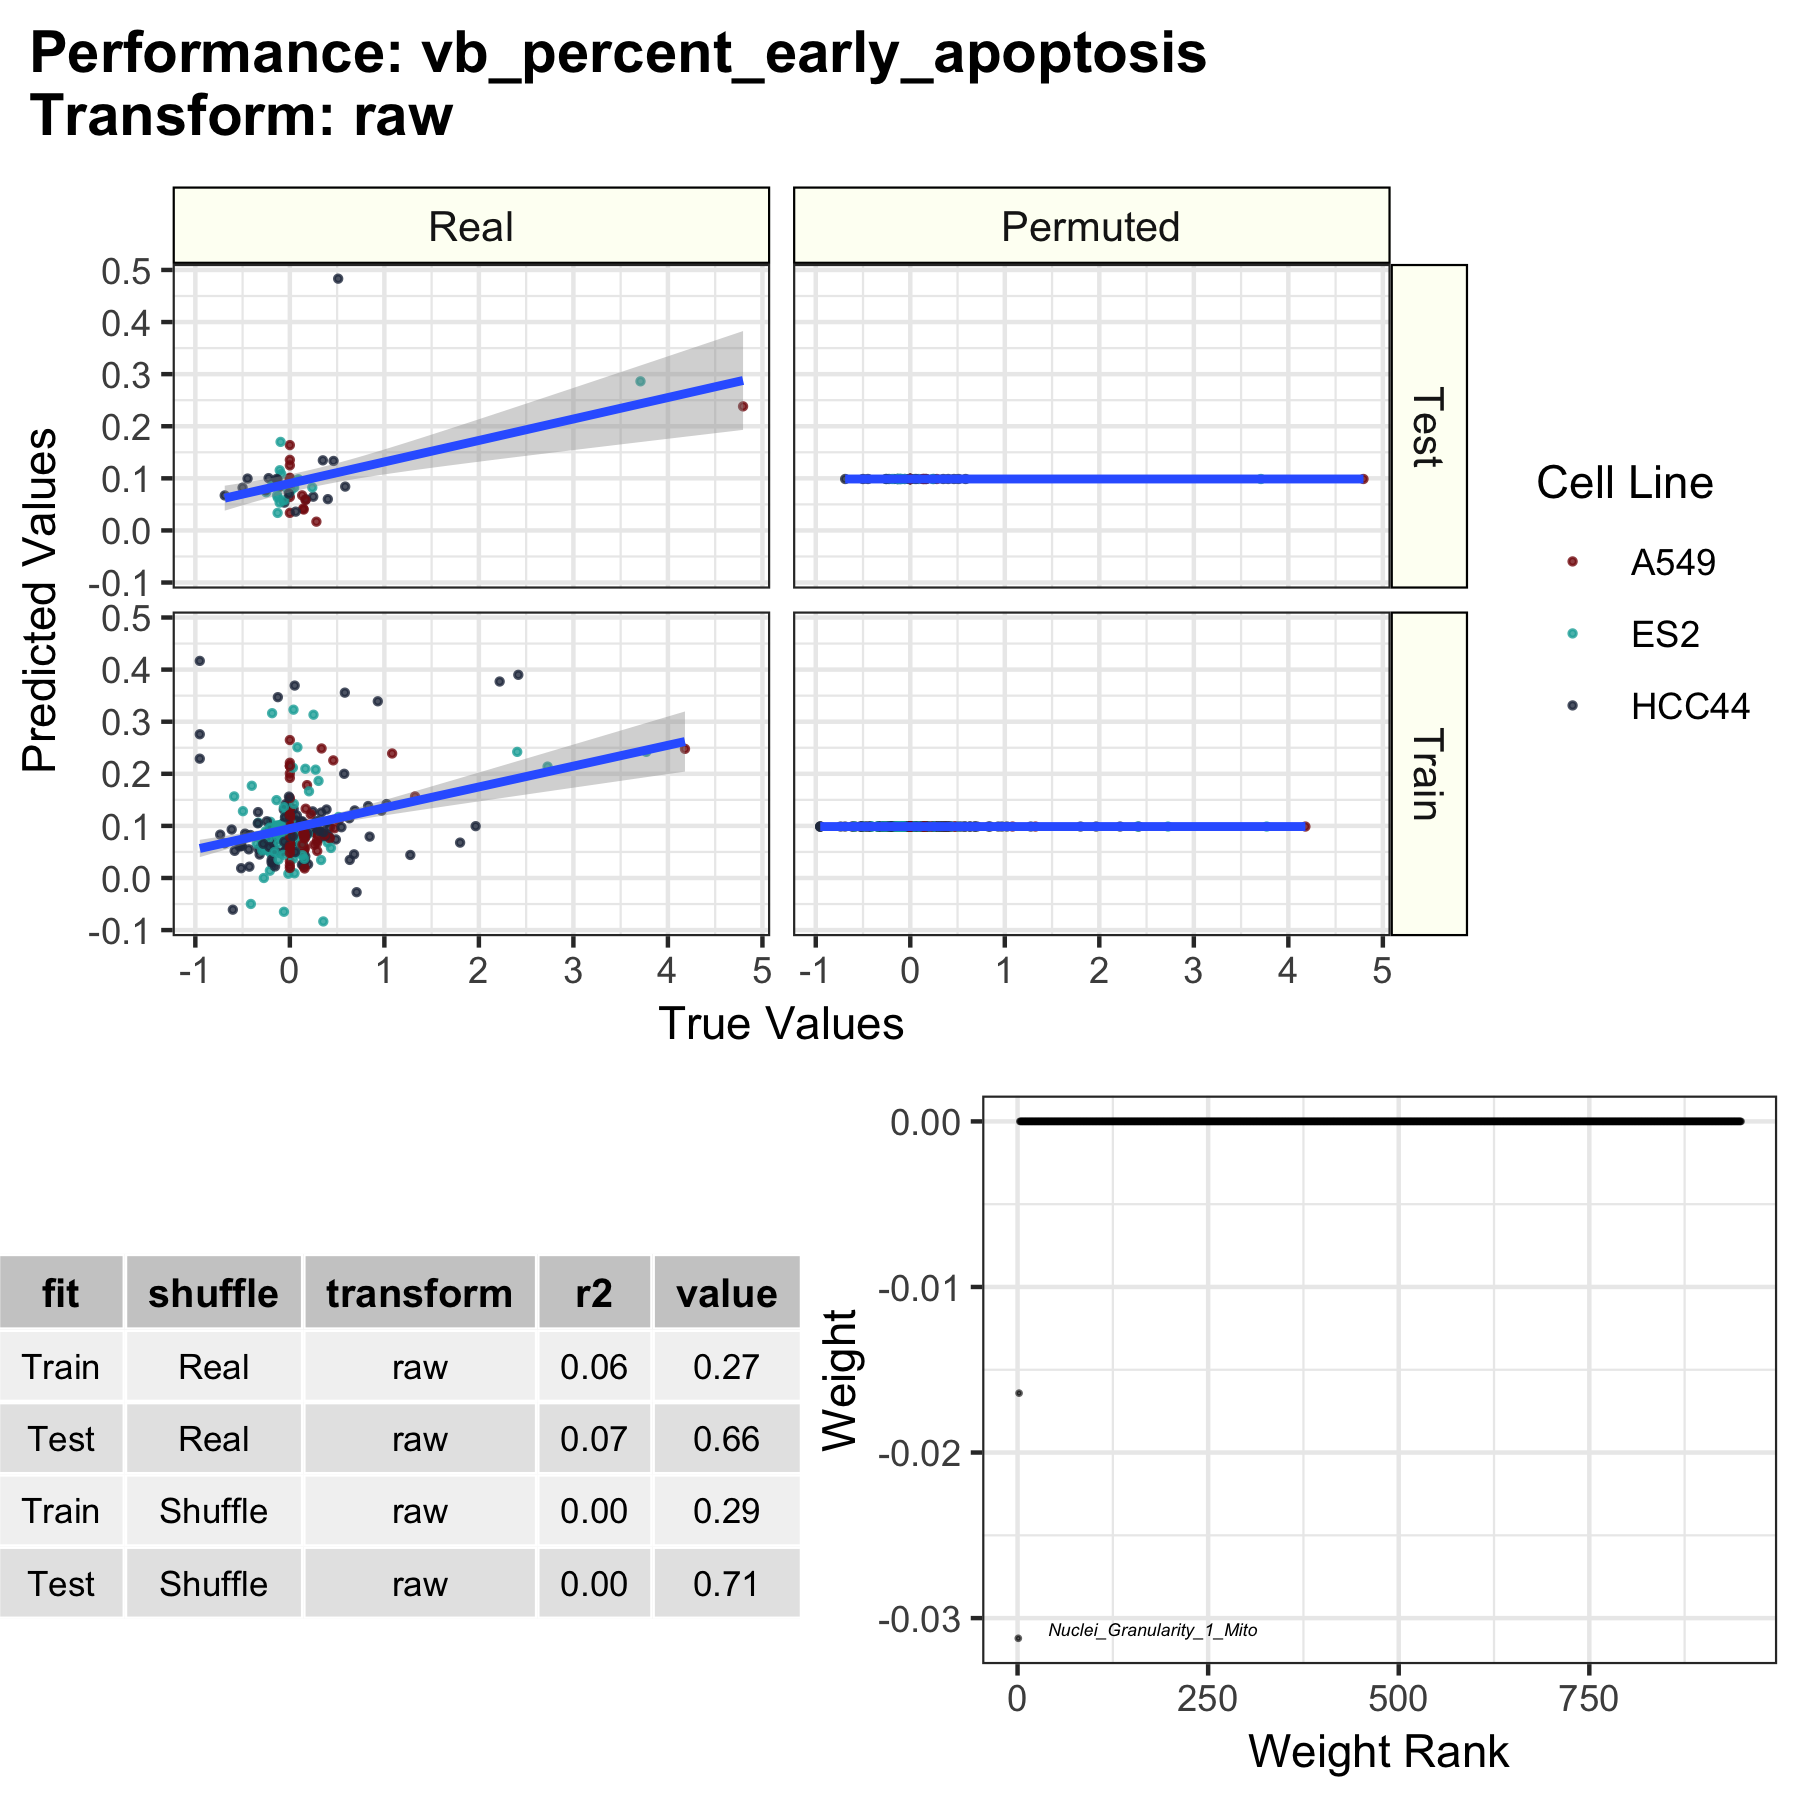 Performance: vb_percent_early_apoptosis
Transform: raw
Real
Permuted
0.5
0.4
0.3
0.2
0.1
0.0
-0.1
Test
0.5
0.4
0.3
0.2
0.1
0.0
-0.1
Train
Predicted Values
-1 0 1 2 3 4 5
-1 0 1 2 3 4 5
True Values
Cell Line
A549
ES2
HCC44
fit shuffle transform r2 value
Train Real raw 0.06 0.27
Test Real raw 0.07 0.66
Train Shuffle raw 0.00 0.29
Test Shuffle raw 0.00 0.71
0.00
-0.01
-0.02
-0.03
Weight
Nuclei_Granularity_1_Mito
0 250 500 750
Weight Rank